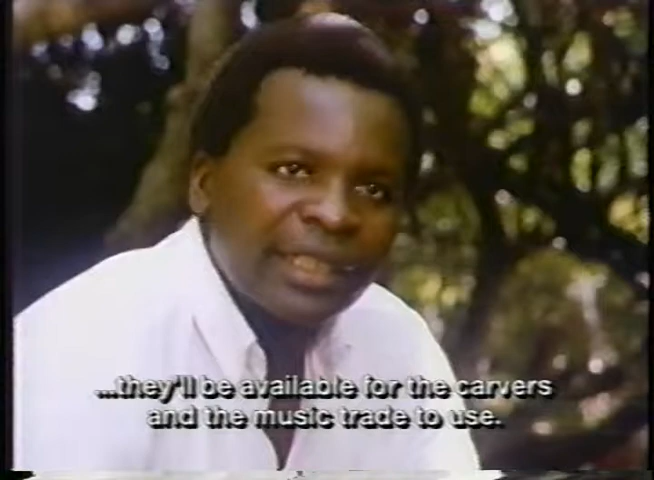 ...they'll be available for the carvers
and the music trade to use.